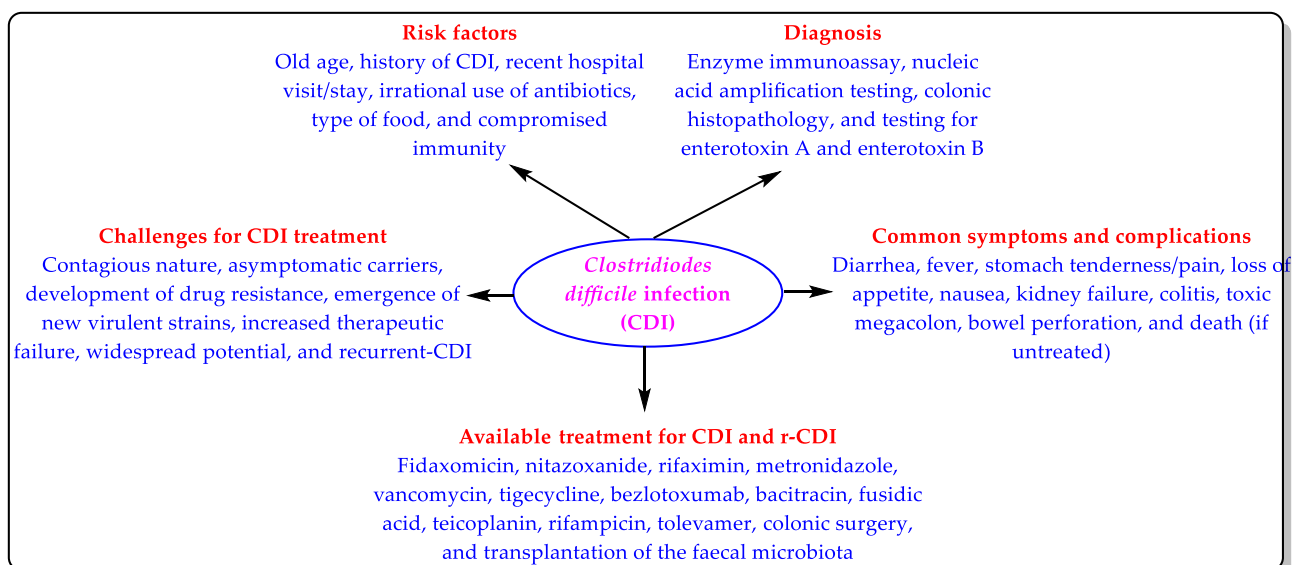 Risk factors
Old age, history of CDI, recent hospital
visit/stay, irrational use of antibiotics,
type of food, and compromised
immunity
Diagnosis
Enzyme immunoassay, nucleic
acid amplification testing, colonic
histopathology, and testing for
enterotoxin A and enterotoxin B
Challenges for CDI treatment
Contagious nature, asymptomatic carriers,
development of drug resistance, emergence of
new virulent strains, increased therapeutic
failure, widespread potential, and recurrent-CDI
Clostridiodes
difficile infection
(CDI)
Common symptoms and complications
Diarrhea, fever, stomach tenderness/pain, loss of
appetite, nausea, kidney failure, colitis, toxic
megacolon, bowel perforation, and death (if
untreated)
Available treatment for CDI and r-CDI
Fidaxomicin, nitazoxanide, rifaximin, metronidazole,
vancomycin, tigecycline, bezlotoxumab, bacitracin, fusidic
acid, teicoplanin, rifampicin, tolevamer, colonic surgery,
and transplantation of the faecal microbiota